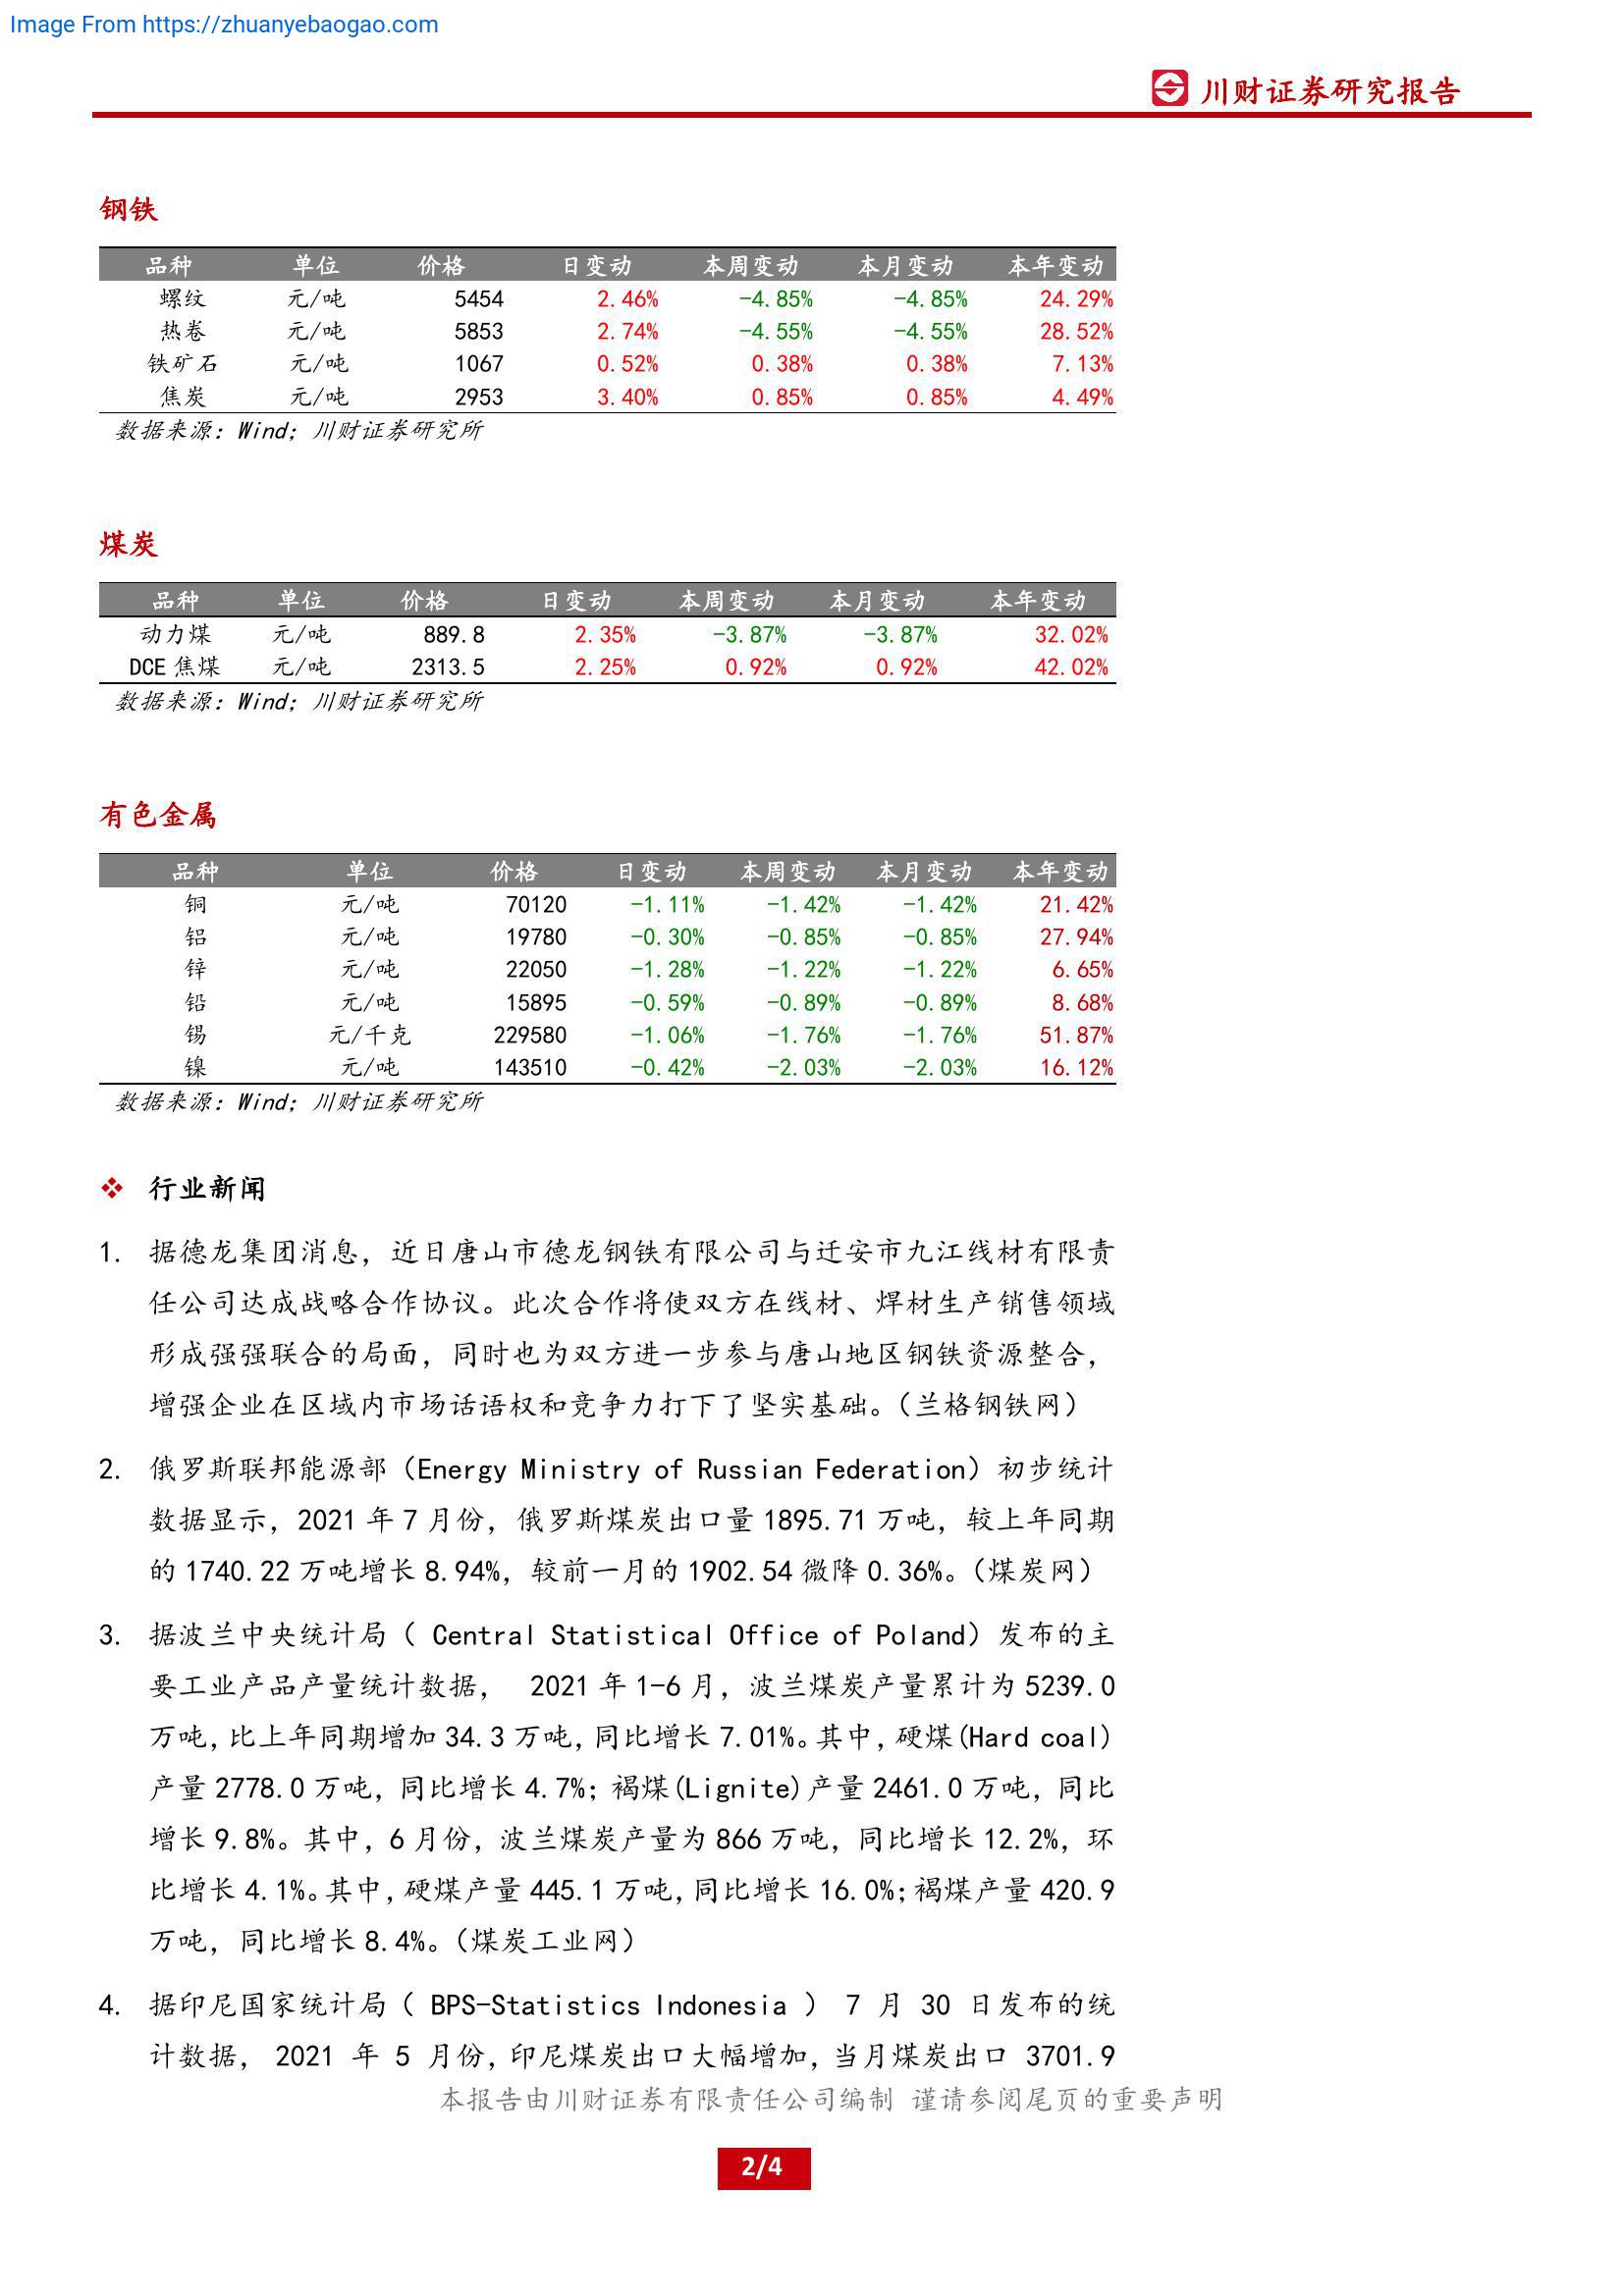 Image From https://zhuanyebaogao.com
川财证券研究报告
钢铁
品种 单位 价格 日变动 本周变动 本月变动 本年变动
螺纹 元/吨 5454 2.46% -4.85% -4.85% 24.29%
热卷 元/吨 5853 2.74% -4.55% -4.55% 28.52%
铁矿石 元/吨 1067 0.52% 0.38% 0.38% 7.13%
焦炭 元/吨 2953 3.40% 0.85% 0.85% 4.49%
数据来源：Wind；川财证券研究所
煤炭
品种 单位 价格 日变动 本周变动 本月变动 本年变动
动力煤 元/吨 889.8 2.35% -3.87% -3.87% 32.02%
DCE 焦煤 元/吨 2313.5 2.25% 0.92% 0.92% 42.02%
数据来源：Wind；川财证券研究所
有色金属
品种 单位 价格 日变动 本周变动 本月变动 本年变动
铜 元/吨 70120 -1.11% -1.42% -1.42% 21.42%
铝 元/吨 19780 -0.30% -0.85% -0.85% 27.94%
锌 元/吨 22050 -1.28% -1.22% -1.22% 6.65%
铅 元/吨 15895 -0.59% -0.89% -0.89% 8.68%
锡 元/千克 229580 -1.06% -1.76% -1.76% 51.87%
镍 元/吨 143510 -0.42% -2.03% -2.03% 16.12%
数据来源：Wind；川财证券研究所
❖ 行业新闻
1. 据德龙集团消息，近日唐山市德龙钢铁有限公司与迁安市九江线材有限责
任公司达成战略合作协议。此次合作将使双方在线材、焊材生产销售领域
形成强强联合的局面，同时也为双方进一步参与唐山地区钢铁资源整合，
增强企业在区域内市场话语权和竞争力打下了坚实基础。（兰格钢铁网）
2. 俄罗斯联邦能源部（Energy Ministry of Russian Federation）初步统计
数据显示，2021 年 7 月份，俄罗斯煤炭出口量 1895.71 万吨，较上年同期
的 1740.22 万吨增长 8.94%，较前一月的 1902.54 微降 0.36%。（煤炭网）
3. 据波兰中央统计局（ Central Statistical Office of Poland）发布的主
要工业产品产量统计数据， 2021 年 1-6 月，波兰煤炭产量累计为 5239.0
万吨，比上年同期增加 34.3 万吨，同比增长 7.01%。其中，硬煤(Hard coal)
产量 2778.0 万吨，同比增长 4.7%；褐煤(Lignite)产量 2461.0 万吨，同比
增长 9.8%。其中，6 月份，波兰煤炭产量为 866 万吨，同比增长 12.2%，环
比增长 4.1%。其中，硬煤产量 445.1 万吨，同比增长 16.0%；褐煤产量 420.9
万吨，同比增长 8.4%。（煤炭工业网）
4. 据印尼国家统计局（ BPS-Statistics Indonesia ） 7 月 30 日发布的统
计数据， 2021 年 5 月份，印尼煤炭出口大幅增加，当月煤炭出口 3701.9
本报告由川财证券有限责任公司编制 谨请参阅尾页的重要声明
2/4